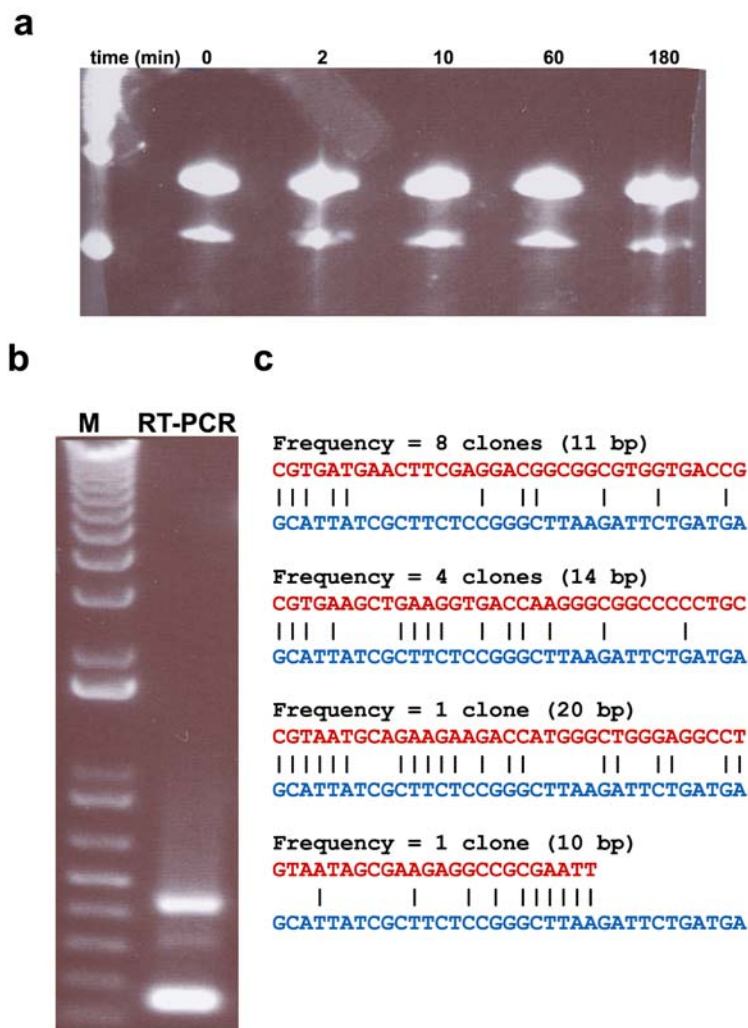 a
time (min) 0 2 10 60 180
b
M RT-PCR
c
Frequency = 8 clones (11 bp)
CGTGATGAACTTCGAGGACGGCGGCGTGGTGACCG
GCATTATCGCTTCTCCGGGCTTAAGATTCTGATGA
Frequency = 4 clones (14 bp)
CGTGAAGCTGAAGGTGACCAAGGGCGGCCCCCTGC
GCATTATCGCTTCTCCGGGCTTAAGATTCTGATGA
Frequency = 1 clone (20 bp)
CGTAATGCAGAAGAAGACCATGGGCTGGGAGGCCT
GCATTATCGCTTCTCCGGGCTTAAGATTCTGATGA
Frequency = 1 clone (10 bp)
GTAATAGCGAAGAGGCCGCGAATT
GCATTATCGCTTCTCCGGGCTTAAGATTCTGATGA